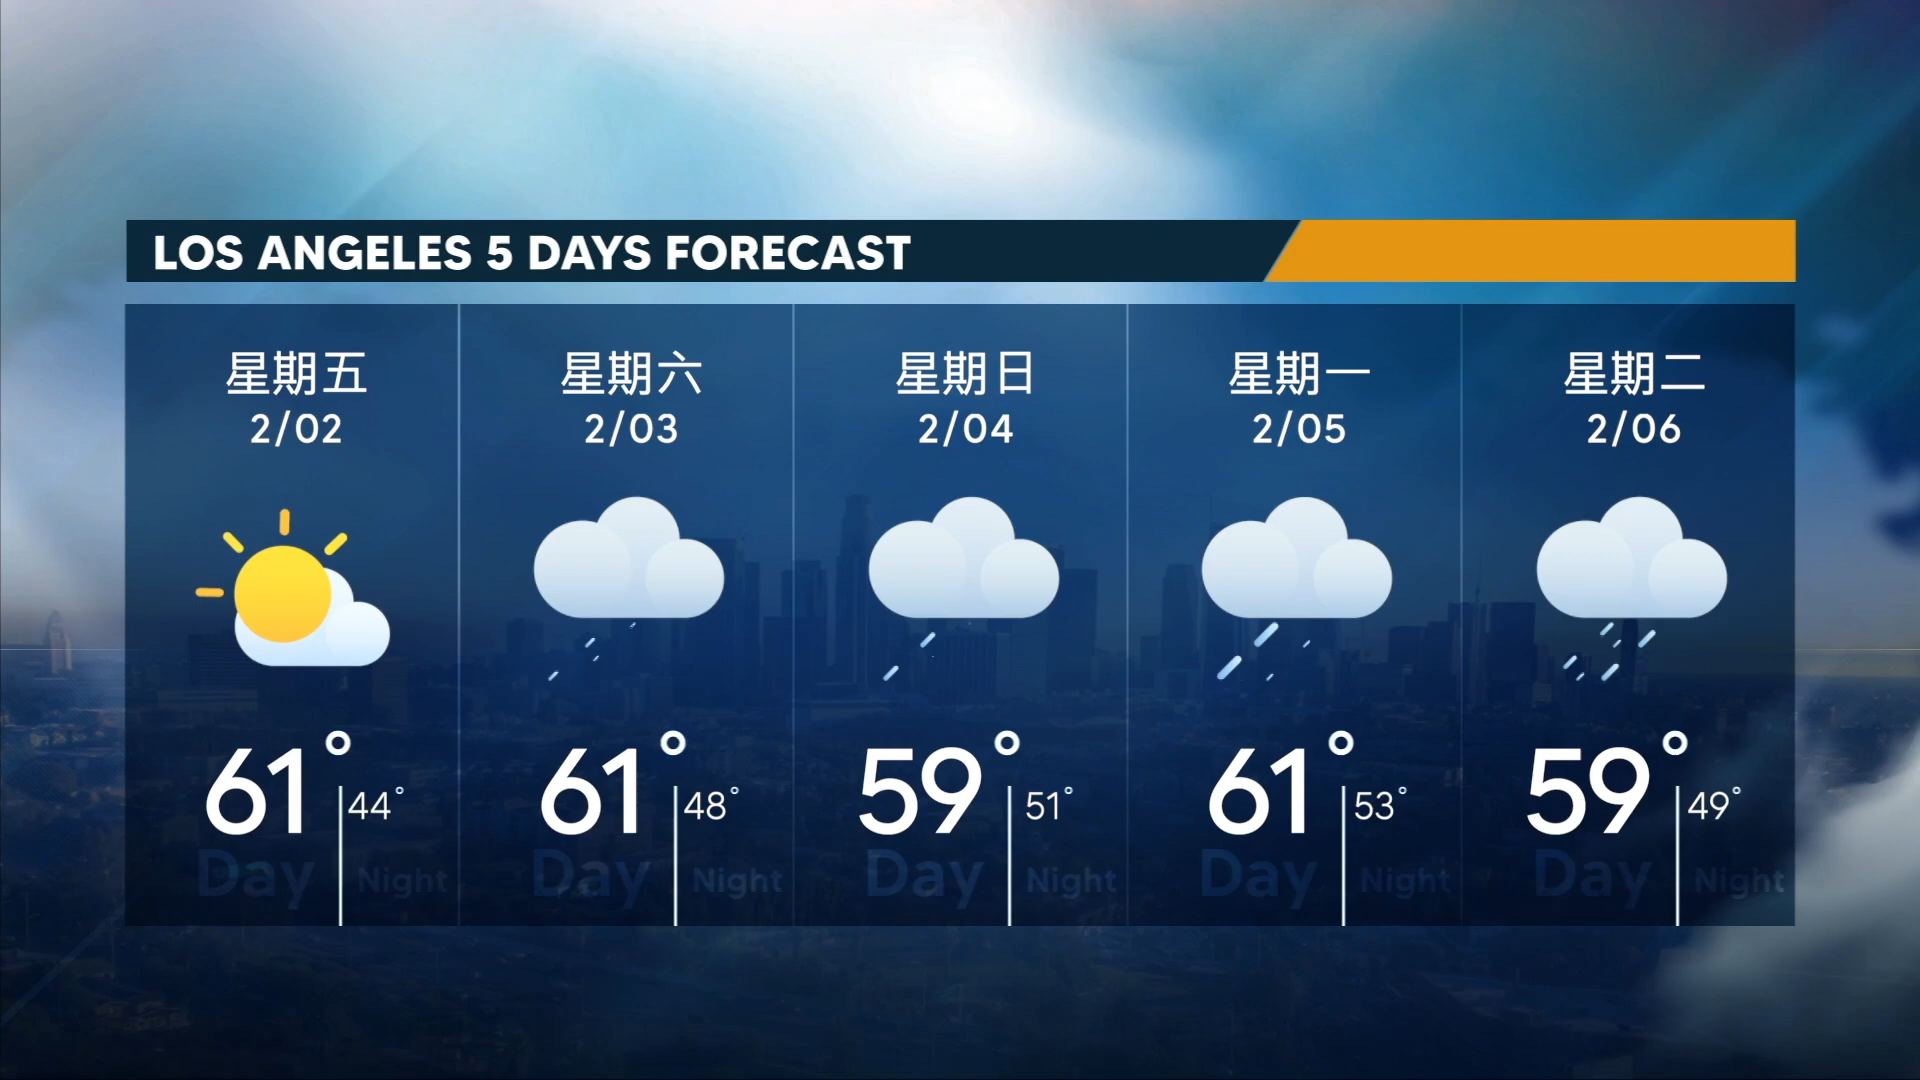 LOS ANGELES 5 DAYS FORECAST
星期五
2/02
61°
44°
Day
Night
星期六
2/03
61°
48°
Day
Night
星期日
2/04
59°
51°
Day
Night
星期一
2/05
61°
53°
Day
Night
星期二
2/06
59°
49°
Day
Night